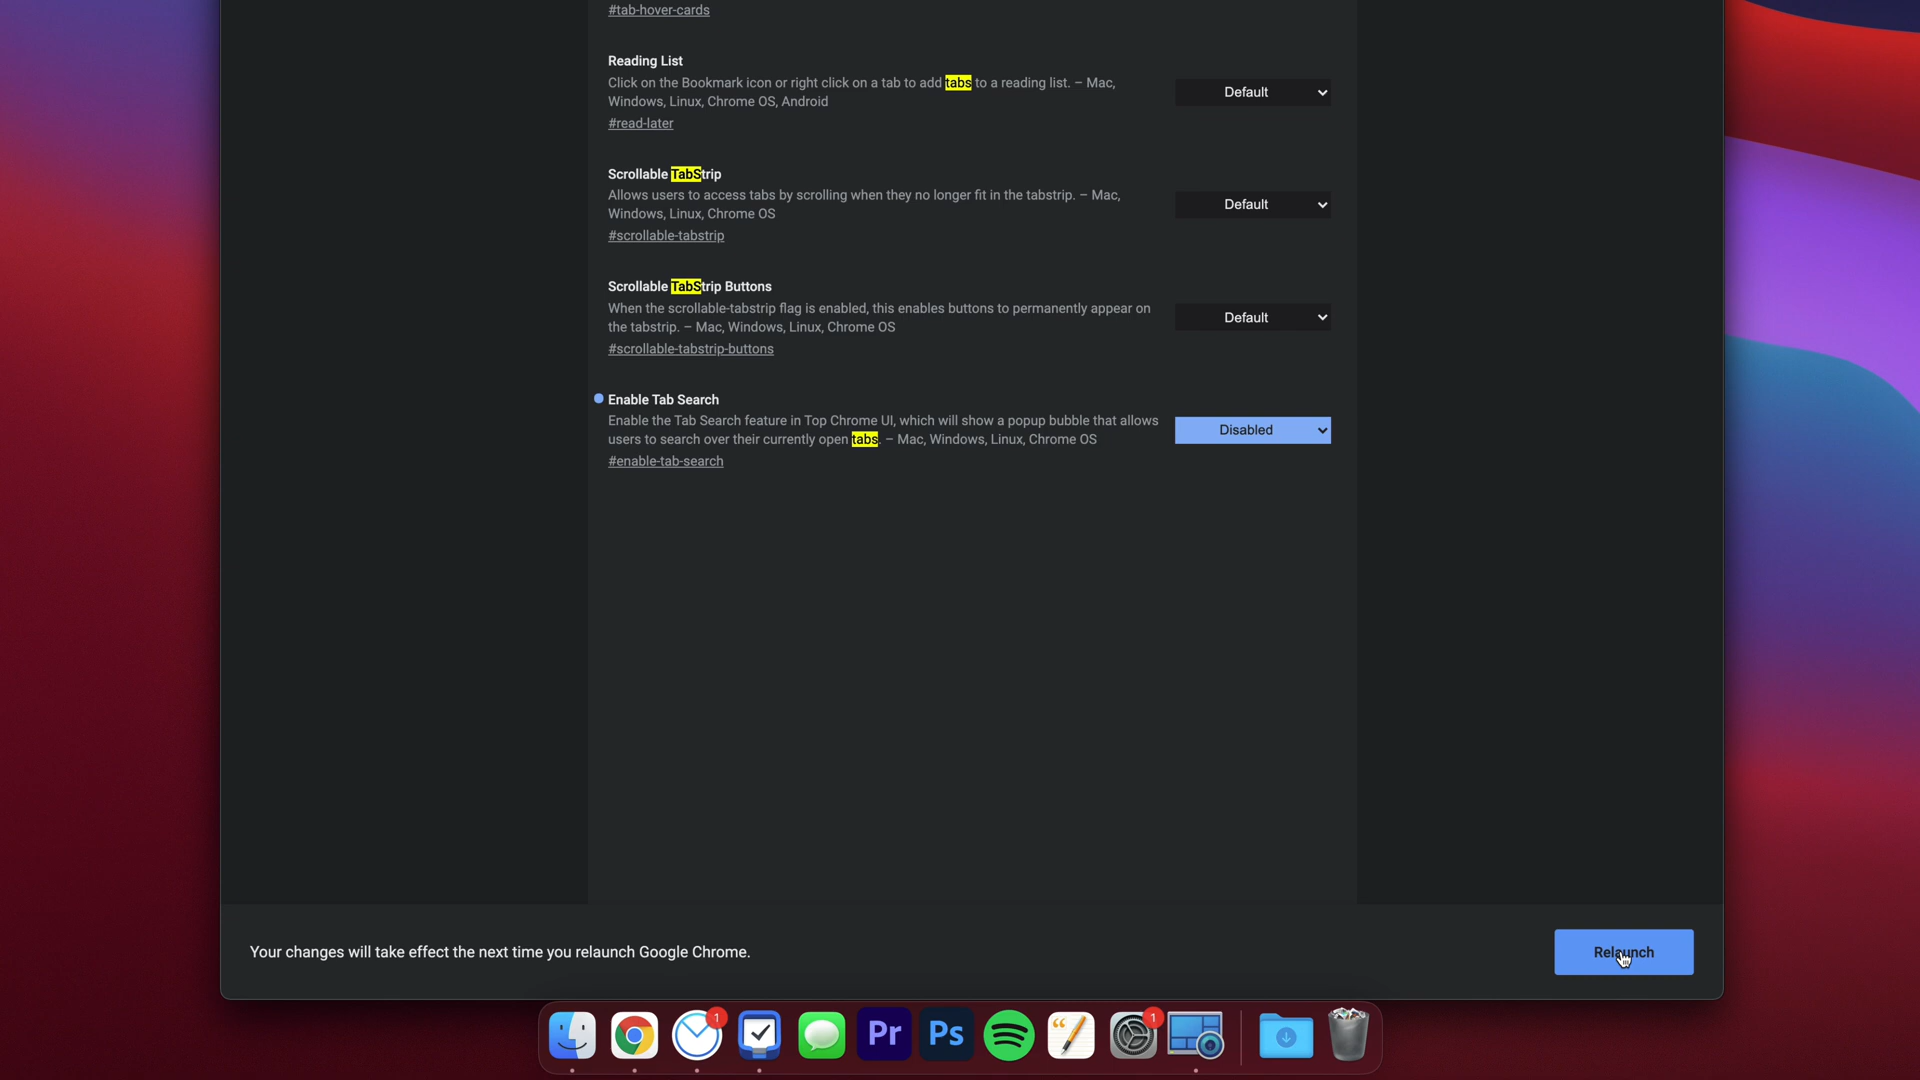 #tab-hover-cards
Reading List
Click on the Bookmark icon or right click on a tab to add tabs to a reading list. – Mac,
Windows, Linux, Chrome OS, Android
#read-later
Default
Scrollable TabStrip
Allows users to access tabs by scrolling when they no longer fit in the tabstrip. – Mac,
Windows, Linux, Chrome OS
#scrollable-tabstrip
Default
Scrollable TabStrip Buttons
When the scrollable-tabstrip flag is enabled, this enables buttons to permanently appear on
the tabstrip. – Mac, Windows, Linux, Chrome OS
#scrollable-tabstrip-buttons
Default
Enable Tab Search
Enable the Tab Search feature in Top Chrome UI, which will show a popup bubble that allows
users to search over their currently open tabs. – Mac, Windows, Linux, Chrome OS
#enable-tab-search
Disabled
Your changes will take effect the next time you relaunch Google Chrome.
Relaunch
1
Pr
Ps
1